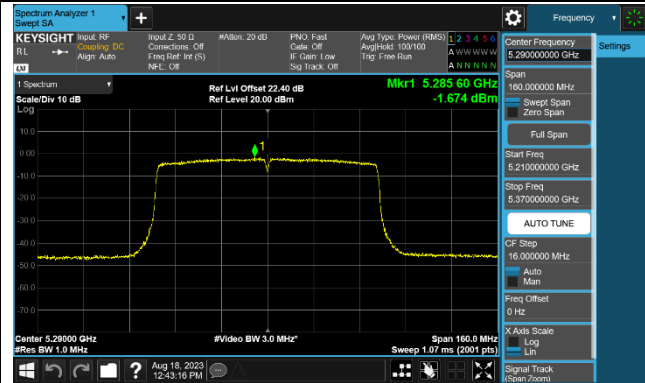 Spectrum Analyzer 1
Swept SA
Frequency
KEYSIGHT
RL
LXI
Input: RF
Coupling: DC
Align: Auto
Input Z: 50 Ω
Corrections: Off
Freq Ref: Int (S)
NFE: Off
#Atten: 20 dB
PNO: Fast
Gate: Off
IF Gain: Low
Sig Track: Off
Avg Type: Power (RMS)
Avg|Hold: 100/100
Trig: Free Run
1 2 3 4 5 6
A W W W W W
A N N N N N
1 Spectrum
Scale/Div 10 dB
Log
Ref Lvl Offset 22.40 dB
Ref Level 20.00 dBm
Mkr1 5.285 60 GHz
-1.674 dBm
1
10.0
0.00
-10.0
-20.0
-30.0
-40.0
-50.0
-60.0
-70.0
Center 5.29000 GHz
#Res BW 1.0 MHz
#Video BW 3.0 MHz*
Span 160.0 MHz
Sweep 1.07 ms (2001 pts)
Aug 18, 2023
12:43:16 PM
Center Frequency
5.290000000 GHz
Settings
Span
160.000000 MHz
Swept Span
Zero Span
Full Span
Start Freq
5.210000000 GHz
Stop Freq
5.370000000 GHz
AUTO TUNE
CF Step
16.000000 MHz
Auto
Man
Freq Offset
0 Hz
X Axis Scale
Log
Lin
Signal Track
(Span Zoom)